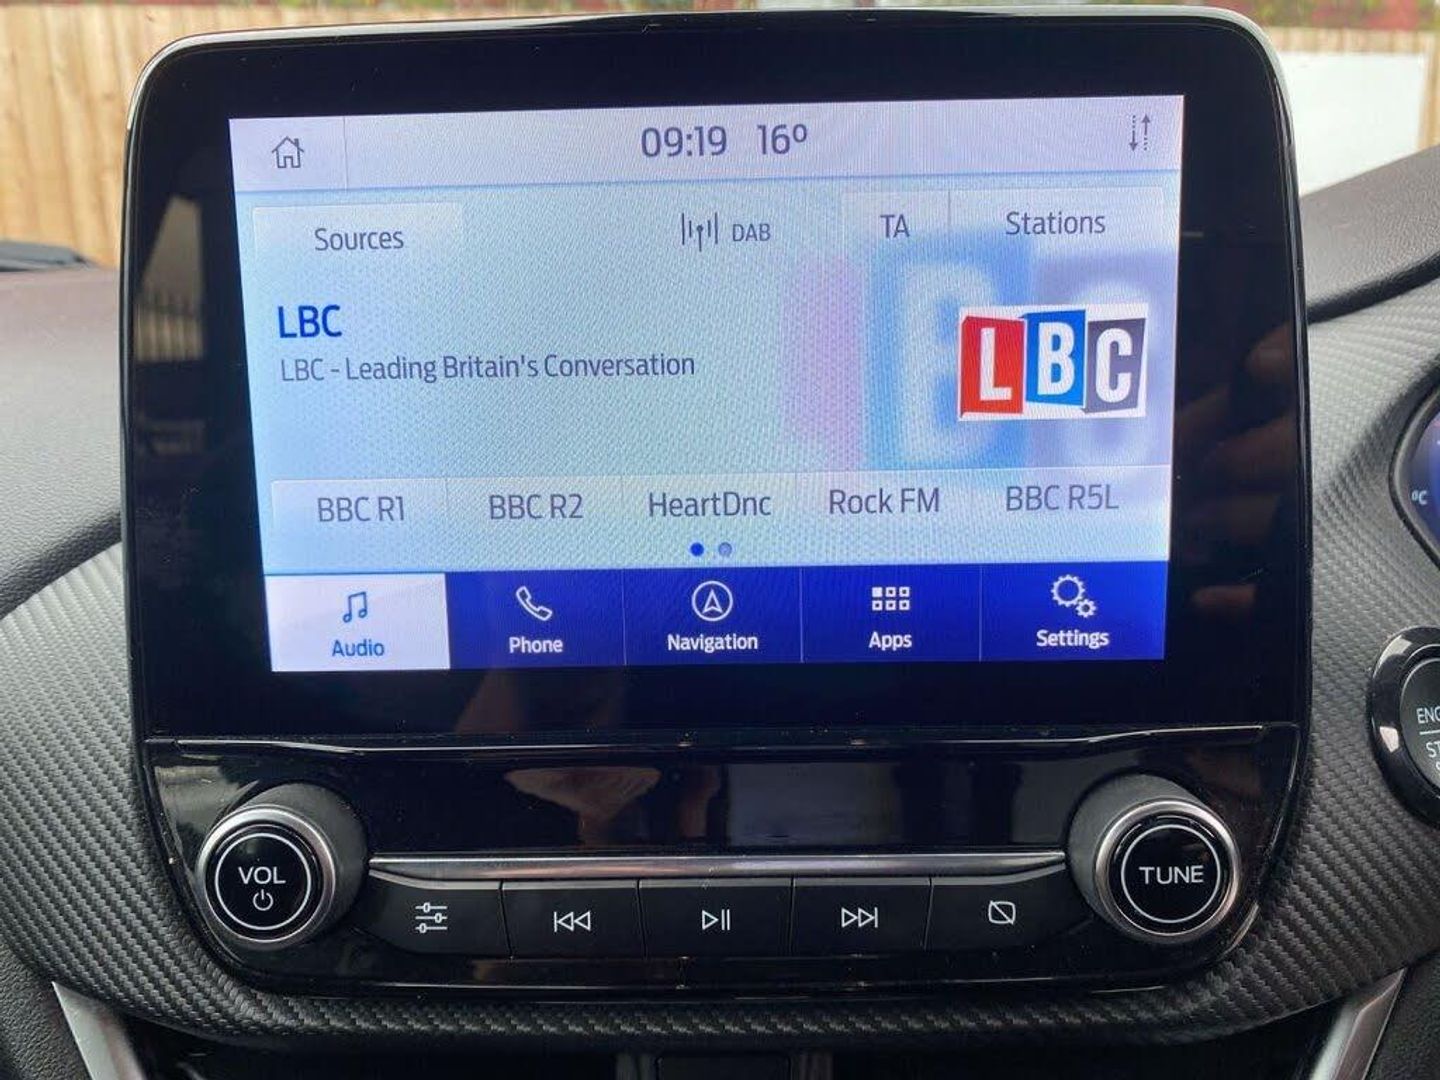 09:19 16°
Sources DAB TA Stations
LBC
LBC - Leading Britain's Conversation
LBC
BBC R1 BBC R2 HeartDnc Rock FM BBC R5L
Audio Phone Navigation Apps Settings
VOL TUNE
°C